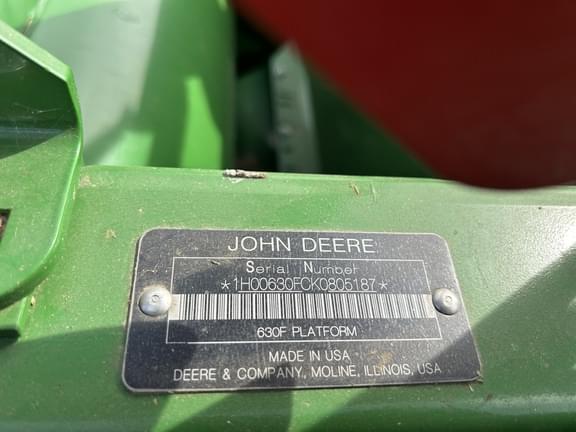 JOHN DEERE
Serial Number
*1H00630FCK0805187*
630F PLATFORM
MADE IN USA
DEERE & COMPANY, MOLINE, ILLINOIS, USA